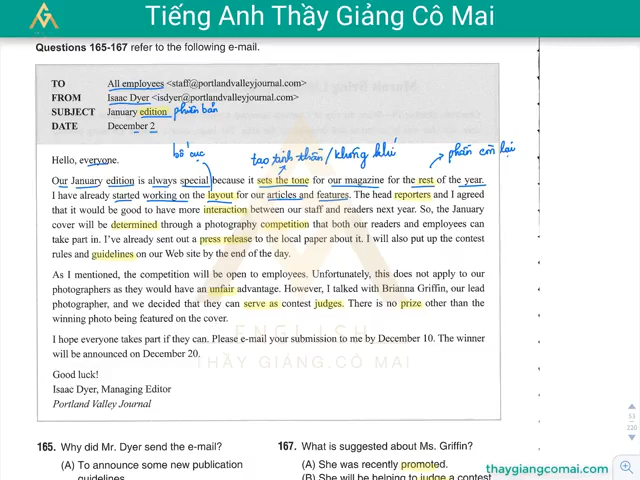 Tiếng Anh Thầy Giảng Cô Mai
Questions 165-167 refer to the following e-mail.
TO All employees <staff@portlandvalleyjournal.com>
FROM Isaac Dyer <isdyer@portlandvalleyjournal.com>
SUBJECT January edition phiên bản
DATE December 2
Hello, everyone.
bố cục
tạo tinh thần/không khí
phần còn lại
Our January edition is always special because it sets the tone for our magazine for the rest of the year.
I have already started working on the layout for our articles and features. The head reporters and I agreed
that it would be good to have more interaction between our staff and readers next year. So, the January
cover will be determined through a photography competition that both our readers and employees can
take part in. I've already sent out a press release to the local paper about it. I will also put up the contest
rules and guidelines on our Web site by the end of the day.
As I mentioned, the competition will be open to employees. Unfortunately, this does not apply to our
photographers as they would have an unfair advantage. However, I talked with Brianna Griffin, our lead
photographer, and we decided that they can serve as contest judges. There is no prize other than the
winning photo being featured on the cover.
ENGLISH
I hope everyone takes part if they can. Please e-mail your submission to me by December 10. The winner
will be announced on December 20.
THẦY GIẢNG.CÔ MAI
Good luck!
Isaac Dyer, Managing Editor
Portland Valley Journal
165. Why did Mr. Dyer send the e-mail?
(A) To announce some new publication
guidelines
167. What is suggested about Ms. Griffin?
(A) She was recently promoted.
(B) She will be helping to judge a contest
53
220
thaygiangcomai.com